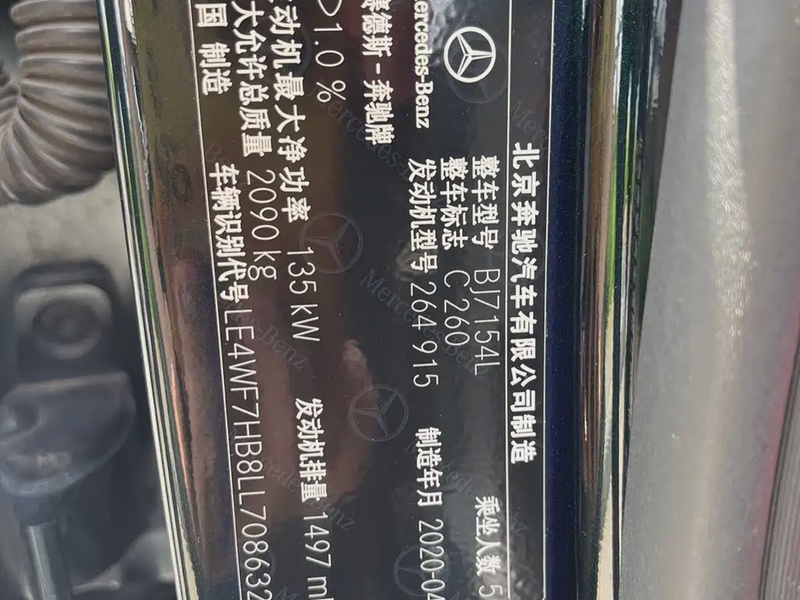 北京奔驰汽车有限公司制造
Mercedes-Benz
整车型号 BJ7154L 乘坐人数 5
整车标志 C 260
发动机型号 264 915 制造年月 2020-04
赛德斯-奔驰牌
>1.0 %
发动机最大净功率 135 kW 发动机排量 1497 ml
大允许总质量 2090 kg
国 制造 车辆识别代号 LE4WF7HB8LL708632